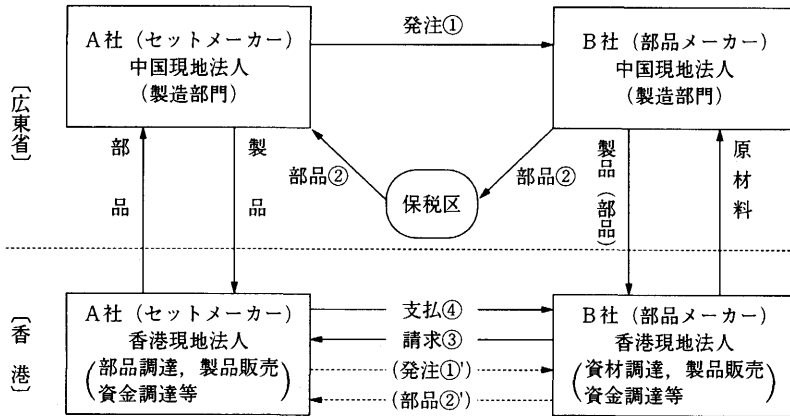 〔広東省〕
A社（セットメーカー）
中国現地法人
（製造部門）
発注①
B社（部品メーカー）
中国現地法人
（製造部門）
部品
製品
部品②
保税区
部品②
製品（部品）
原材料
〔香港〕
A社（セットメーカー）
香港現地法人
（部品調達，製品販売
資金調達等）
支払④
請求③
(発注①')
(部品②')
B社（部品メーカー）
香港現地法人
（資材調達，製品販売
資金調達等）